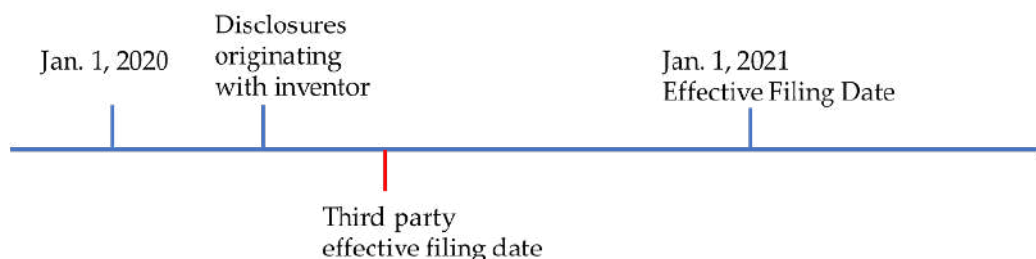 Jan. 1, 2020
Disclosures
originating
with inventor
Jan. 1, 2021
Effective Filing Date
Third party
effective filing date